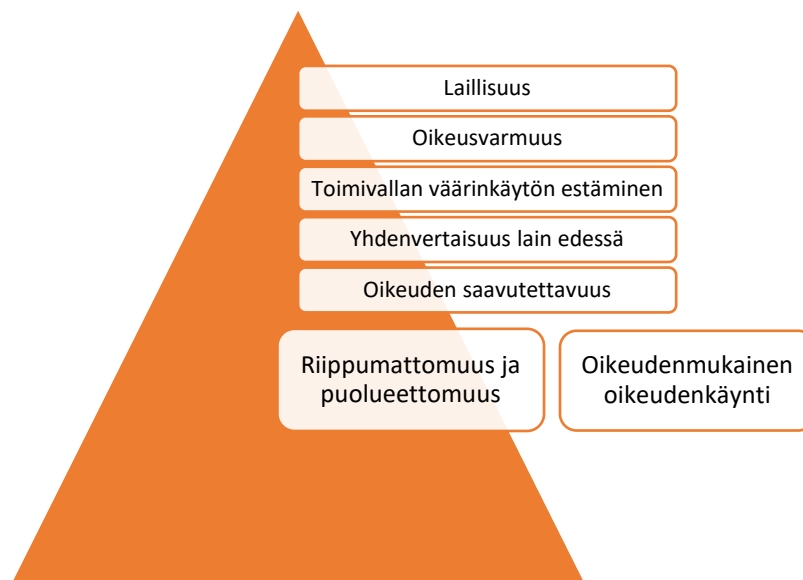 Laillisuus
Oikeusvarmuus
Toimivallan väärinkäytön estäminen
Yhdenvertaisuus lain edessä
Oikeuden saavutettavuus
Riippumattomuus ja
puolueettomuus
Oikeudenmukainen
oikeudenkäynti